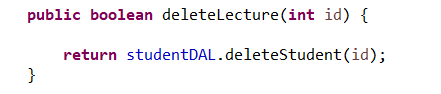 public boolean deleteLecture(int id) {
return studentDAL.deleteStudent(id);
}